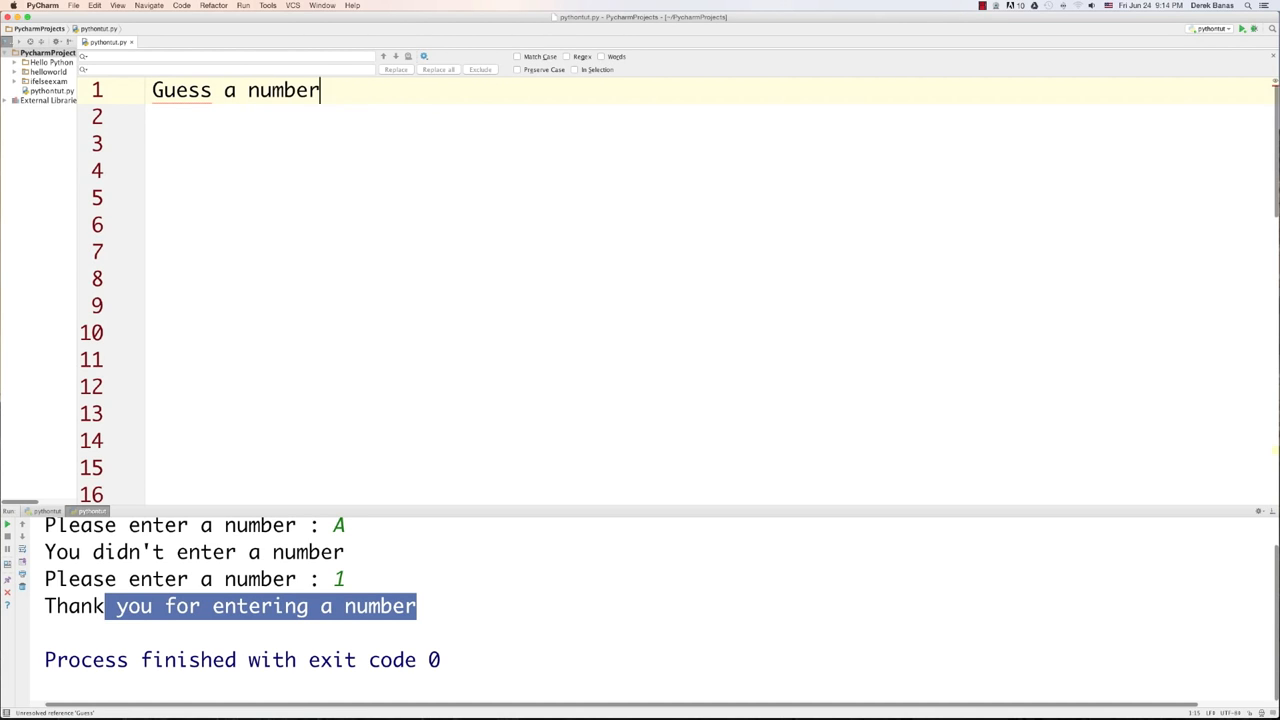 PyCharm File Edit View Navigate Code Refactor Run Tools VCS Window Help Fri Jun 24 9:14 PM Derek Banas
pythontut.py - PycharmProjects - [~/PycharmProjects]
PycharmProjects pythontut.py pythontut
pythontut.py
PycharmProject
Match Case Regex Words
Hello Python
Replace Replace all Exclude Preserve Case In Selection
helloworld
ifelseexam
pythontut.py
External Librarie
1 Guess a number
2
3
4
5
6
7
8
9
10
11
12
13
14
15
16
Run: pythontut pythontut
Please enter a number : A
You didn't enter a number
Please enter a number : 1
Thank you for entering a number
Process finished with exit code 0
Unresolved reference 'Guess' 1:15 LF÷ UTF-8÷